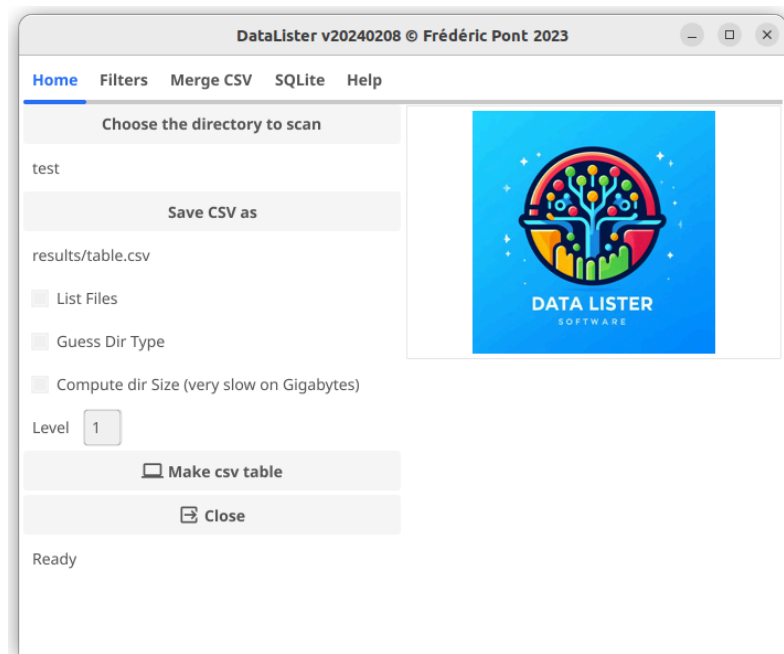 DataLister v20240208 © Frédéric Pont 2023
Home Filters Merge CSV SQLite Help
Choose the directory to scan
test
Save CSV as
results/table.csv
List Files
Guess Dir Type
Compute dir Size (very slow on Gigabytes)
Level 1
Make csv table
Close
Ready
DATA LISTER
SOFTWARE